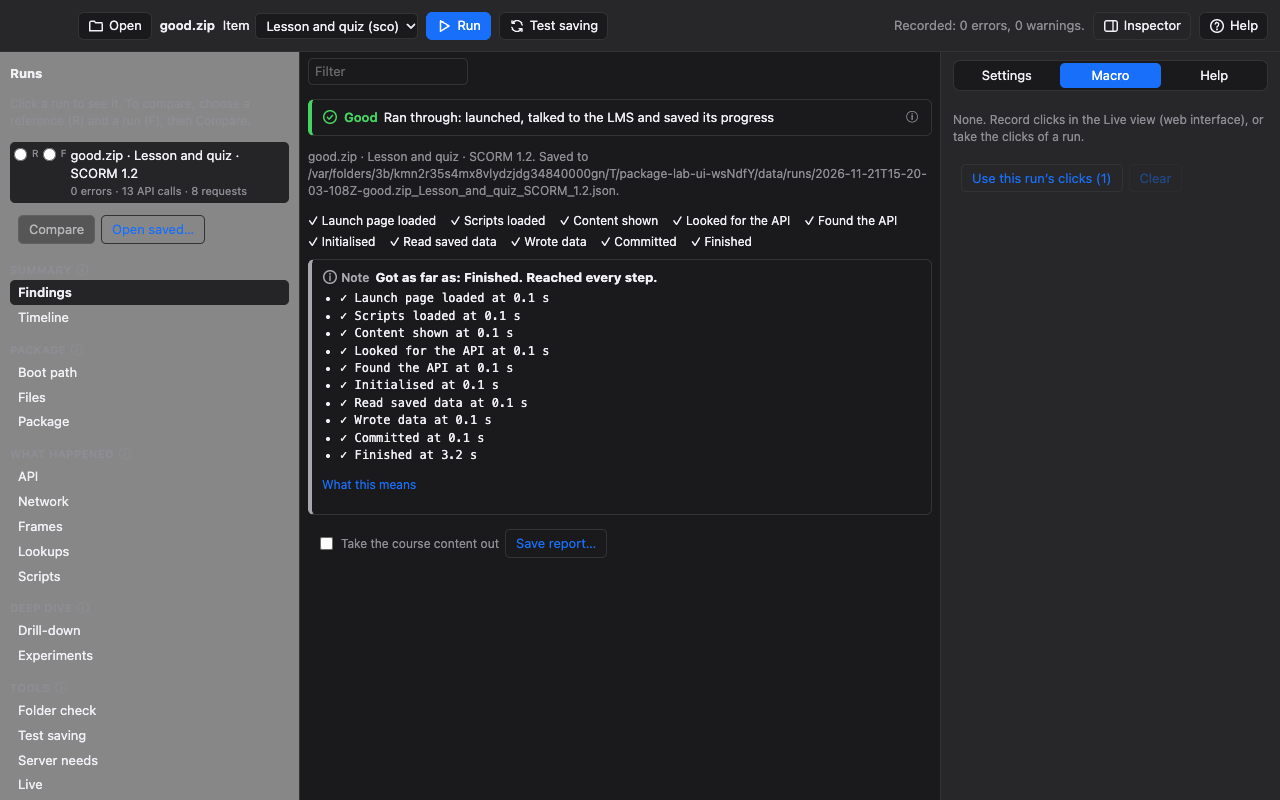 Open good.zip Item Lesson and quiz (sco) Run Test saving Recorded: 0 errors, 0 warnings. Inspector Help
Runs
Click a run to see it. To compare, choose a
reference (R) and a run (F), then Compare.
R F good.zip · Lesson and quiz ·
SCORM 1.2
0 errors · 13 API calls · 8 requests
Compare Open saved...
SUMMARY
Findings
Timeline
PACKAGE
Boot path
Files
Package
WHAT HAPPENED
API
Network
Frames
Lookups
Scripts
DEEP DIVE
Drill-down
Experiments
TOOLS
Folder check
Test saving
Server needs
Live
Filter
Good Ran through: launched, talked to the LMS and saved its progress
good.zip · Lesson and quiz · SCORM 1.2. Saved to
/var/folders/3b/kmn2r35s4mx8vlydzjdg34840000gn/T/package-lab-ui-wsNdfY/data/runs/2026-11-21T15-20-
03-108Z-good.zip_Lesson_and_quiz_SCORM_1.2.json.
✓ Launch page loaded ✓ Scripts loaded ✓ Content shown ✓ Looked for the API ✓ Found the API
✓ Initialised ✓ Read saved data ✓ Wrote data ✓ Committed ✓ Finished
Note Got as far as: Finished. Reached every step.
• ✓ Launch page loaded at 0.1 s
• ✓ Scripts loaded at 0.1 s
• ✓ Content shown at 0.1 s
• ✓ Looked for the API at 0.1 s
• ✓ Found the API at 0.1 s
• ✓ Initialised at 0.1 s
• ✓ Read saved data at 0.1 s
• ✓ Wrote data at 0.1 s
• ✓ Committed at 0.1 s
• ✓ Finished at 3.2 s
What this means
Take the course content out Save report...
Settings Macro Help
None. Record clicks in the Live view (web interface), or
take the clicks of a run.
Use this run's clicks (1) Clear